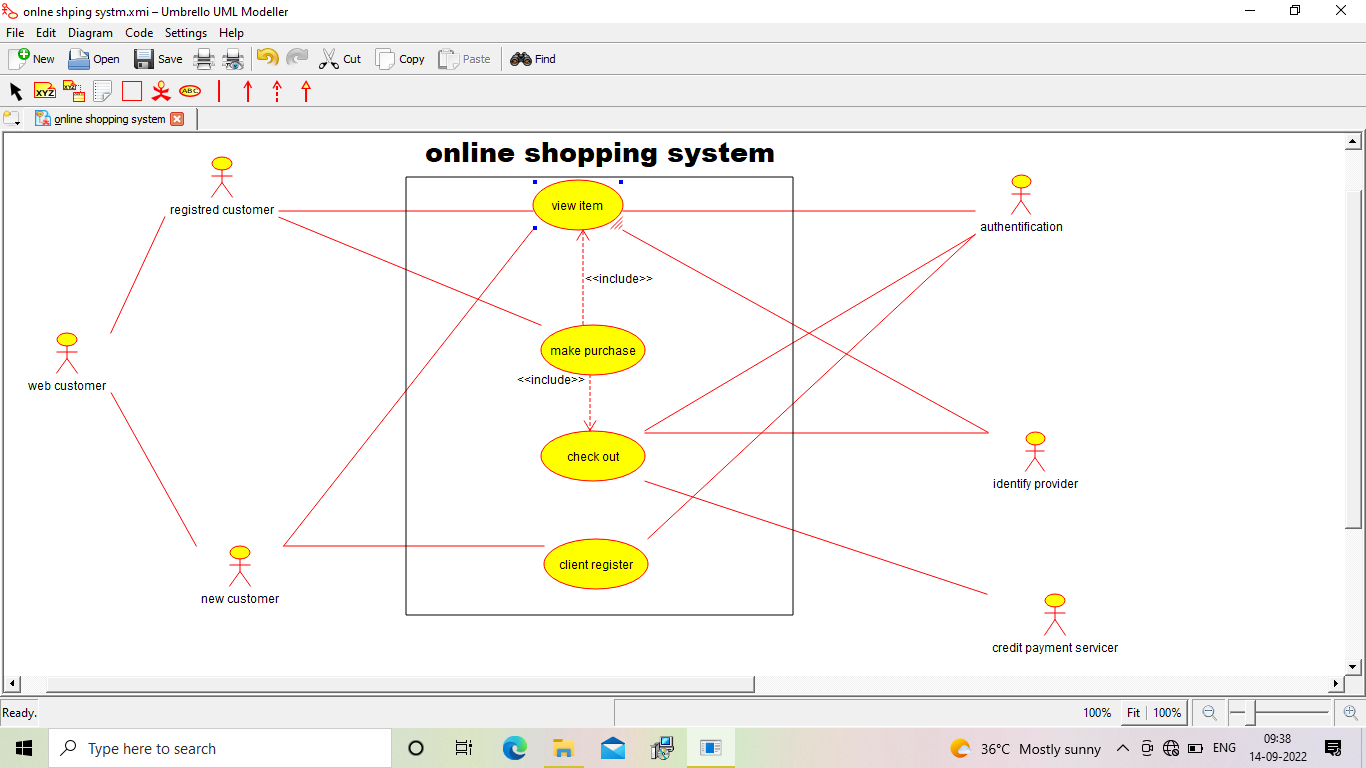 onlne shping systm.xmi – Umbrello UML Modeller
File Edit Diagram Code Settings Help
New Open Save Cut Copy Paste Find
XYZ XYZ ABC
online shopping system
online shopping system
view item
registred customer
authentification
<<include>>
make purchase
<<include>>
web customer
check out
identify provider
client register
new customer
credit payment servicer
Ready.
100% Fit 100%
Type here to search
36°C Mostly sunny ENG 09:38
14-09-2022